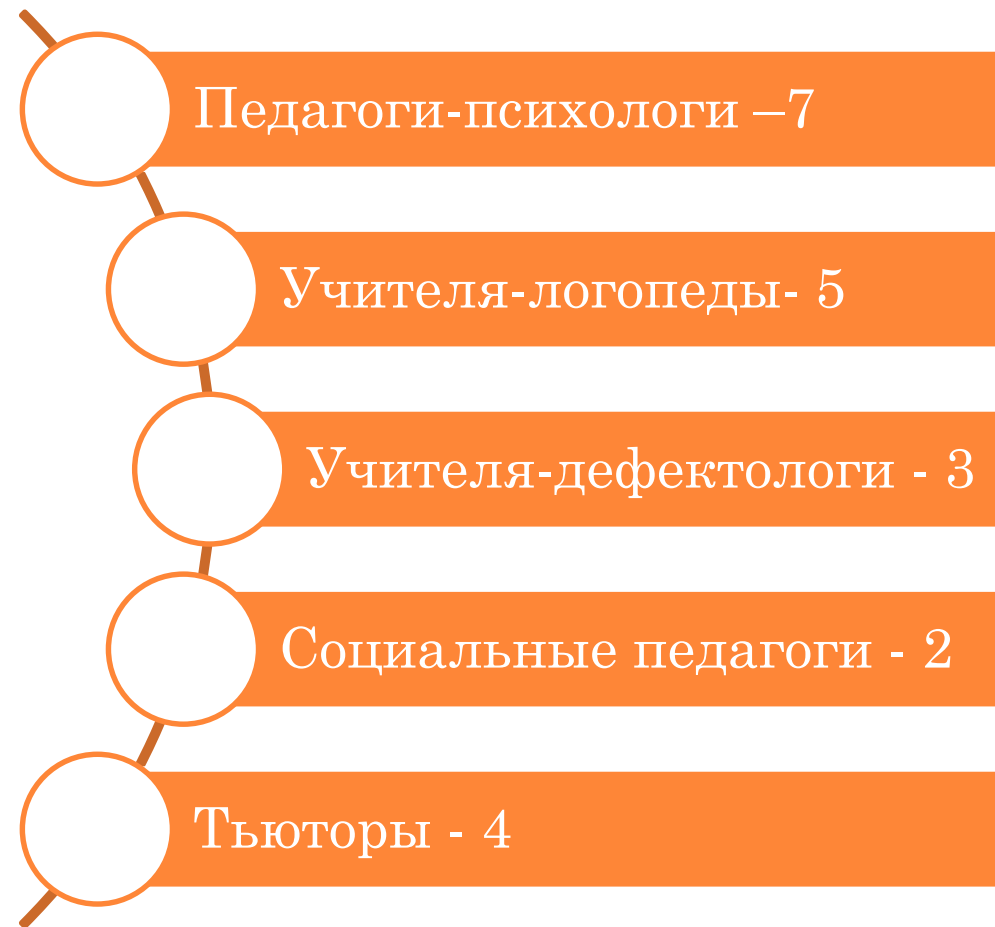 Педагоги-психологи –7
Учителя-логопеды- 5
Учителя-дефектологи - 3
Социальные педагоги - 2
Тьюторы - 4